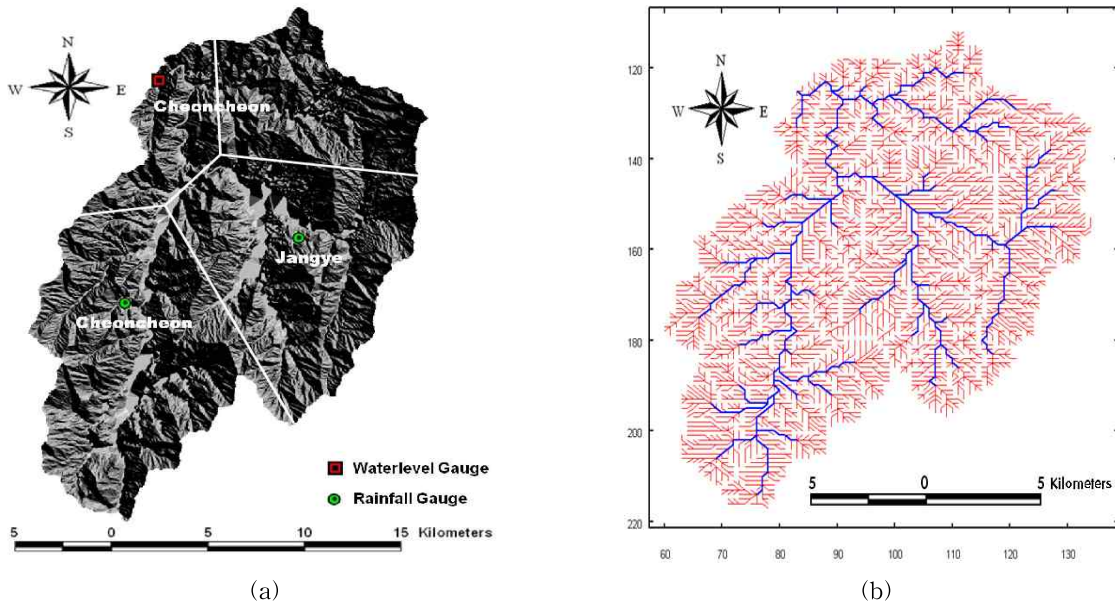 N
W E
S
Cheoncheon
Jangye
Cheoncheon
Waterlevel Gauge
Rainfall Gauge
5 0 5 10 15 Kilometers
(a)
120
140
160
180
200
220
N
W E
S
5 0 5 Kilometers
60 70 80 90 100 110 120 130
(b)